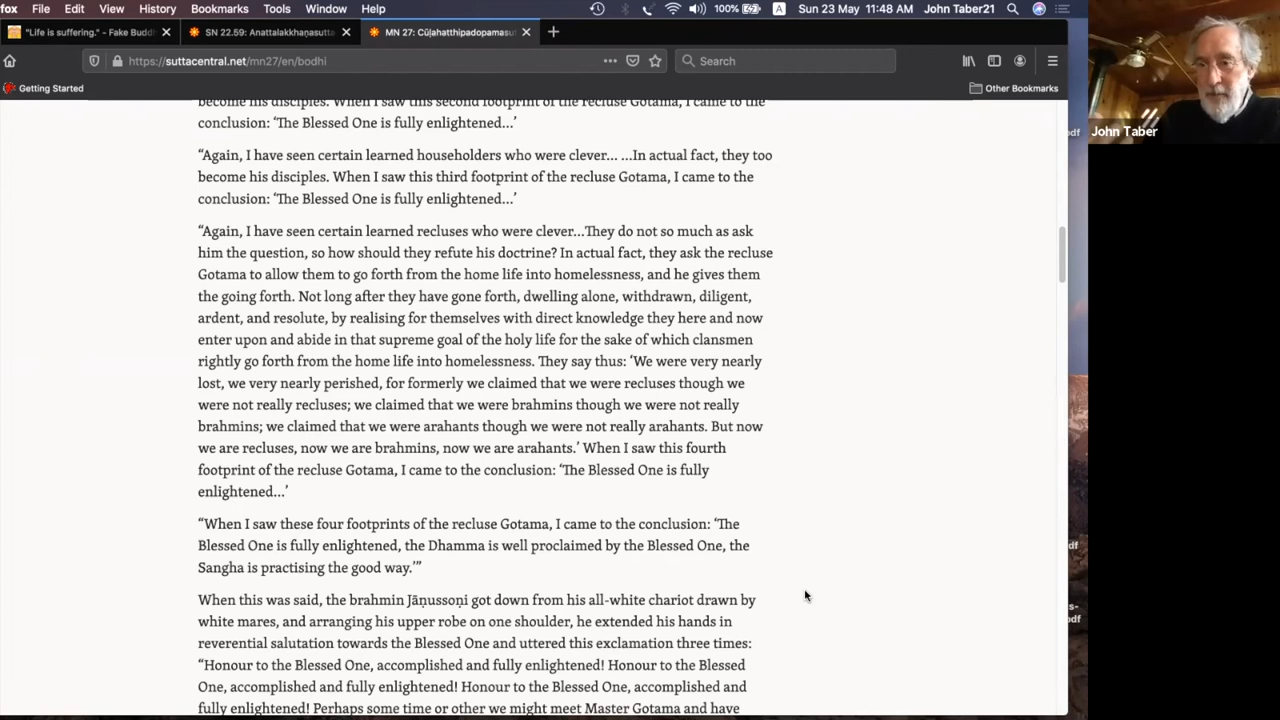 fox File Edit View History Bookmarks Tools Window Help 100% A Sun 23 May 11:48 AM John Taber21
"Life is suffering." – Fake Budd
SN 22.59: Anattalakkhaṇasutta
MN 27: Cūḷahatthipadopamasu
https://suttacentral.net/mn27/en/bodhi
Search
Getting Started
Other Bookmarks
become his disciples. When I saw this second footprint of the recluse Gotama, I came to the
conclusion: ‘The Blessed One is fully enlightened…’
“Again, I have seen certain learned householders who were clever… …In actual fact, they too
become his disciples. When I saw this third footprint of the recluse Gotama, I came to the
conclusion: ‘The Blessed One is fully enlightened…’
“Again, I have seen certain learned recluses who were clever…They do not so much as ask
him the question, so how should they refute his doctrine? In actual fact, they ask the recluse
Gotama to allow them to go forth from the home life into homelessness, and he gives them
the going forth. Not long after they have gone forth, dwelling alone, withdrawn, diligent,
ardent, and resolute, by realising for themselves with direct knowledge they here and now
enter upon and abide in that supreme goal of the holy life for the sake of which clansmen
rightly go forth from the home life into homelessness. They say thus: ‘We were very nearly
lost, we very nearly perished, for formerly we claimed that we were recluses though we
were not really recluses; we claimed that we were brahmins though we were not really
brahmins; we claimed that we were arahants though we were not really arahants. But now
we are recluses, now we are brahmins, now we are arahants.’ When I saw this fourth
footprint of the recluse Gotama, I came to the conclusion: ‘The Blessed One is fully
enlightened…’
“When I saw these four footprints of the recluse Gotama, I came to the conclusion: ‘The
Blessed One is fully enlightened, the Dhamma is well proclaimed by the Blessed One, the
Sangha is practising the good way.’”
When this was said, the brahmin Jāṇussoṇi got down from his all-white chariot drawn by
white mares, and arranging his upper robe on one shoulder, he extended his hands in
reverential salutation towards the Blessed One and uttered this exclamation three times:
“Honour to the Blessed One, accomplished and fully enlightened! Honour to the Blessed
One, accomplished and fully enlightened! Honour to the Blessed One, accomplished and
fully enlightened! Perhaps some time or other we might meet Master Gotama and have
John Taber
df
df
s-
df